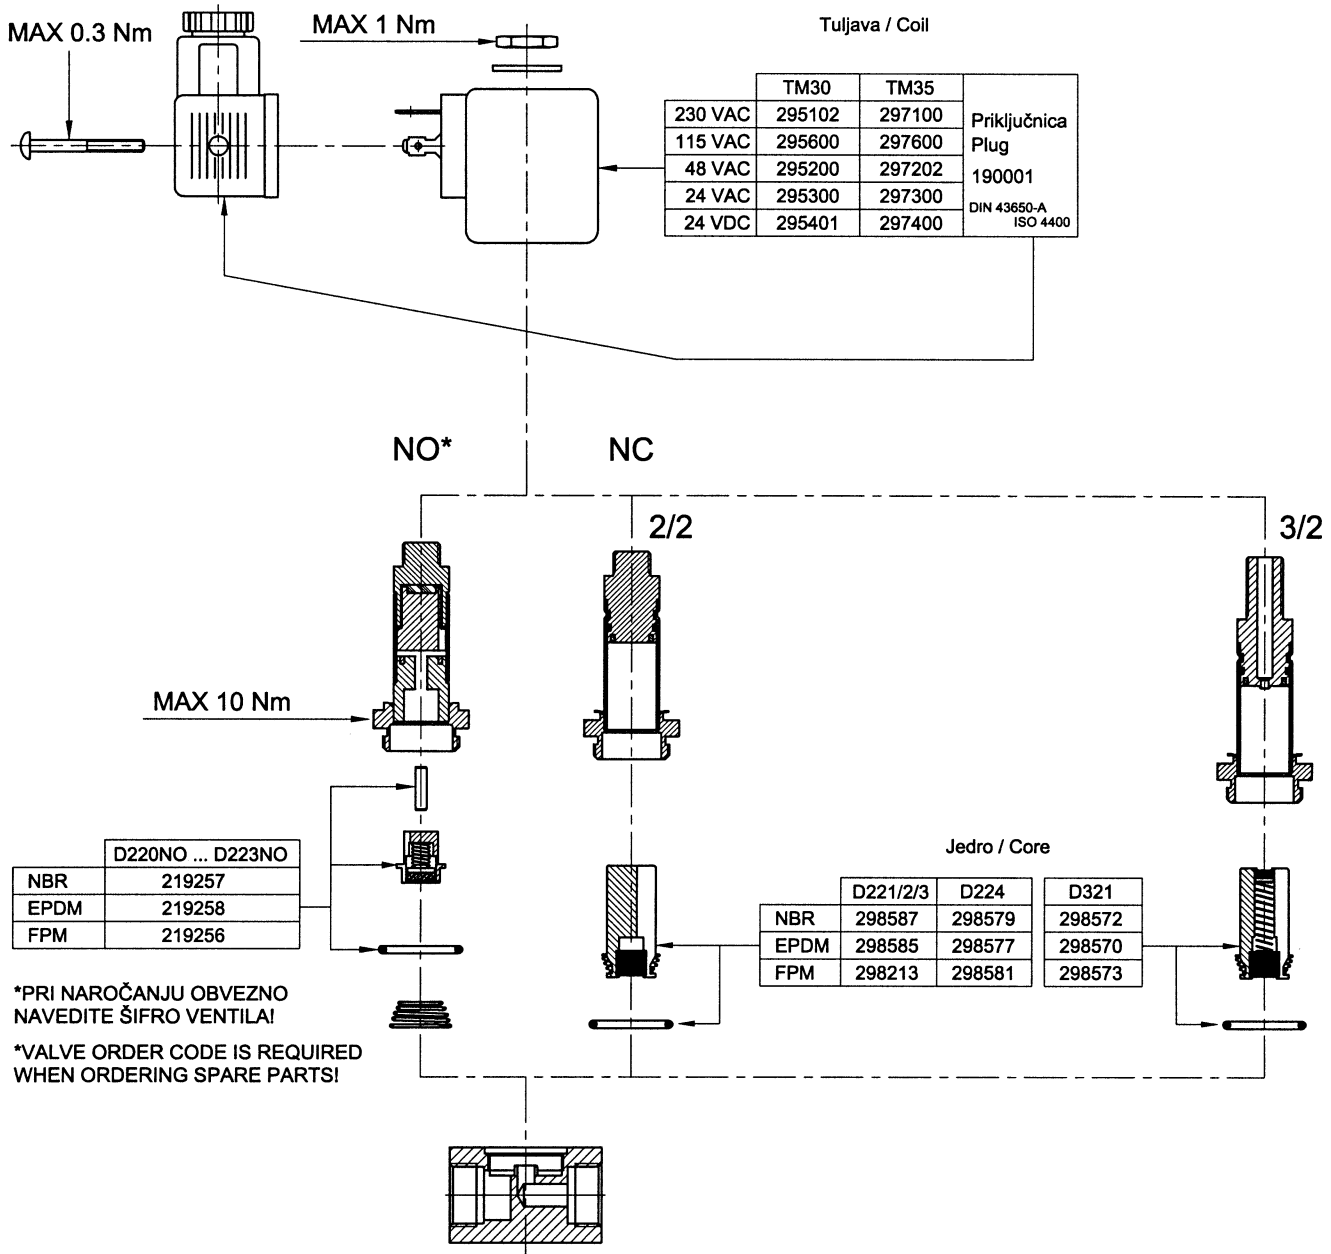 MAX 0.3 Nm
MAX 1 Nm
Tuljava / Coil
TM30 TM35
230 VAC 295102 297100
115 VAC 295600 297600
48 VAC 295200 297202
24 VAC 295300 297300
24 VDC 295401 297400
Priključnica
Plug
190001
DIN 43650-A
ISO 4400
NO*
NC
2/2
3/2
MAX 10 Nm
D220NO ... D223NO
NBR 219257
EPDM 219258
FPM 219256
Jedro / Core
D221/2/3 D224 D321
NBR 298587 298579 298572
EPDM 298585 298577 298570
FPM 298213 298581 298573
*PRI NAROČANJU OBVEZNO
NAVEDITE ŠIFRO VENTILA!
*VALVE ORDER CODE IS REQUIRED
WHEN ORDERING SPARE PARTS!